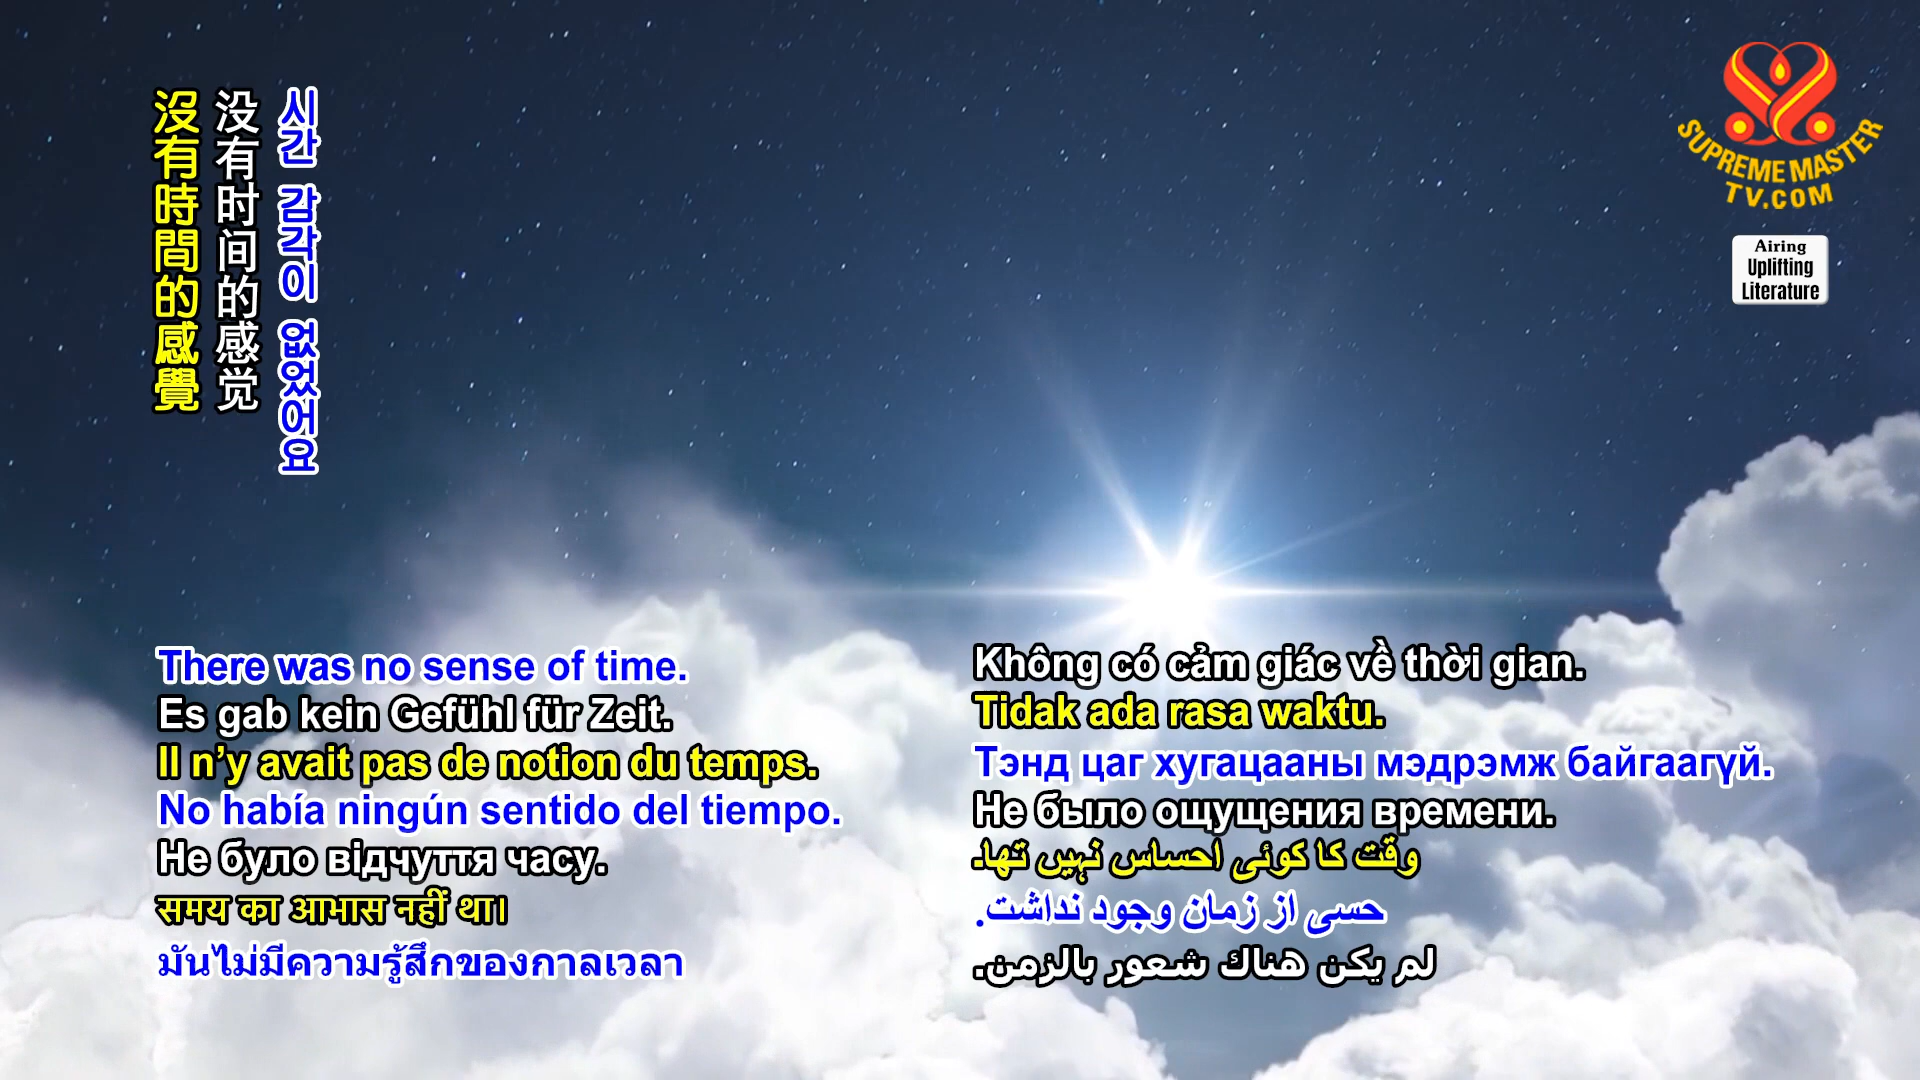 沒有時間的感覺
没有时间的感觉
시간 감각이 없었어요
SUPREME MASTER
TV.COM
Airing
Uplifting
Literature
There was no sense of time.
Es gab kein Gefühl für Zeit.
Il n’y avait pas de notion du temps.
No había ningún sentido del tiempo.
Не було відчуття часу.
समय का आभास नहीं था।
มันไม่มีความรู้สึกของกาลเวลา
Không có cảm giác về thời gian.
Tidak ada rasa waktu.
Тэнд цаг хугацааны мэдрэмж байгаагүй.
Не было ощущения времени.
وقت کا کوئی احساس نہیں تھا۔
حسی از زمان وجود نداشت.
لم يكن هناك شعور بالزمن.